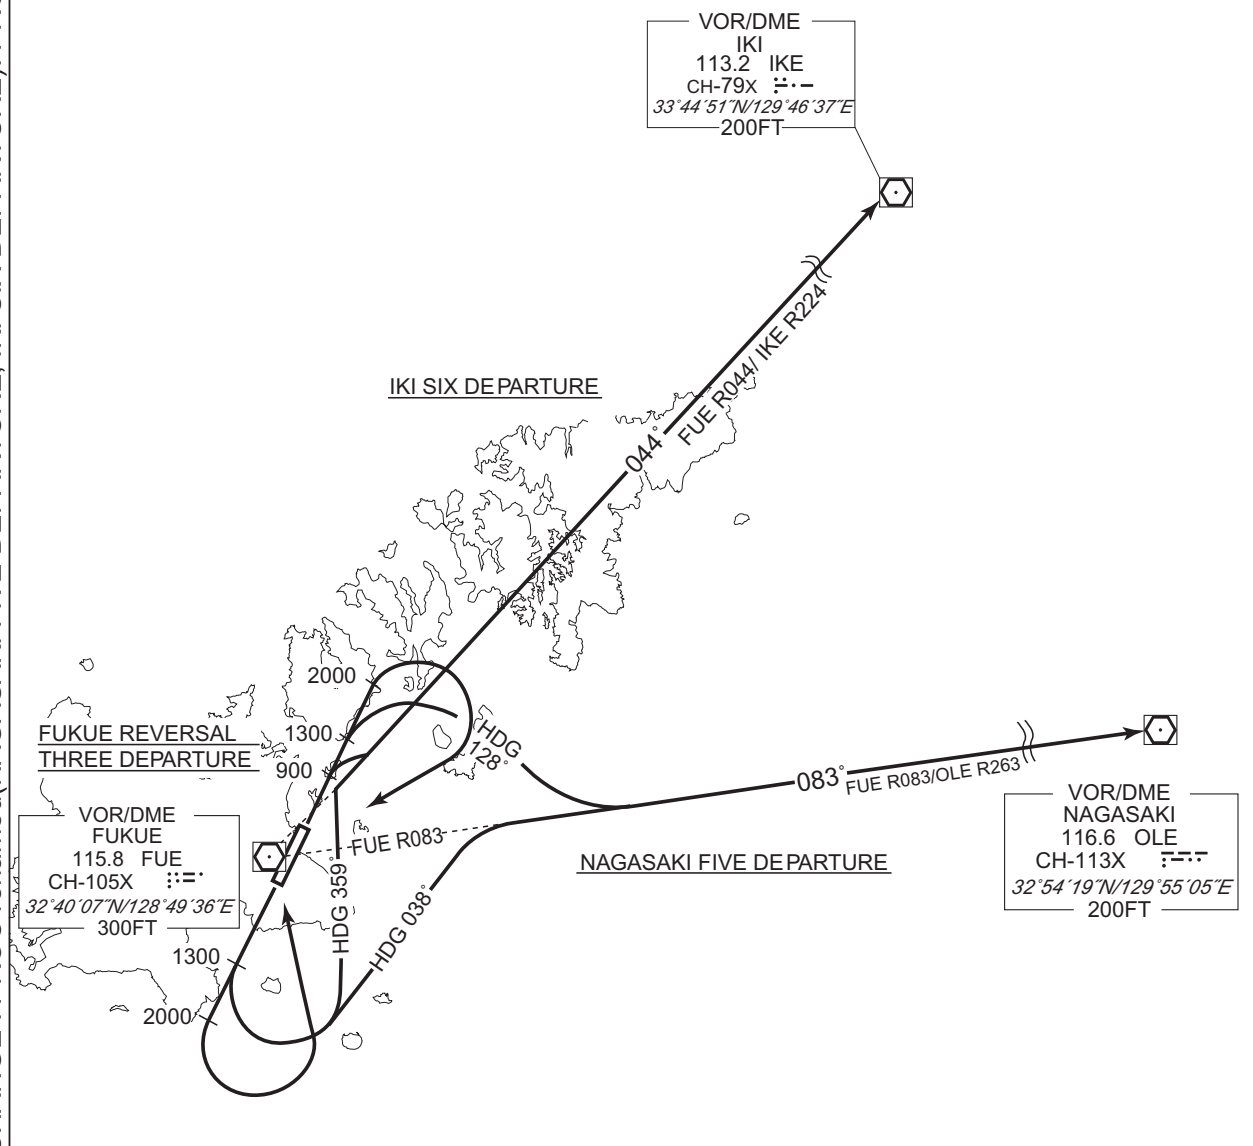 VOR/DME
IKI
113.2 IKE
CH-79X
33°44′51″N/129°46′37″E
200FT
FUE R044/ IKE R224
044°
IKI SIX DEPARTURE
2000
1300
900
FUKUE REVERSAL
THREE DEPARTURE
HDG
128°
083°
FUE R083/OLE R263
VOR/DME
FUKUE
115.8 FUE
CH-105X
32°40′07″N/128°49′36″E
300FT
FUE R083
HDG 359°
HDG 038°
NAGASAKI FIVE DEPARTURE
VOR/DME
NAGASAKI
116.6 OLE
CH-113X
32°54′19″N/129°55′05″E
200FT
1300
2000